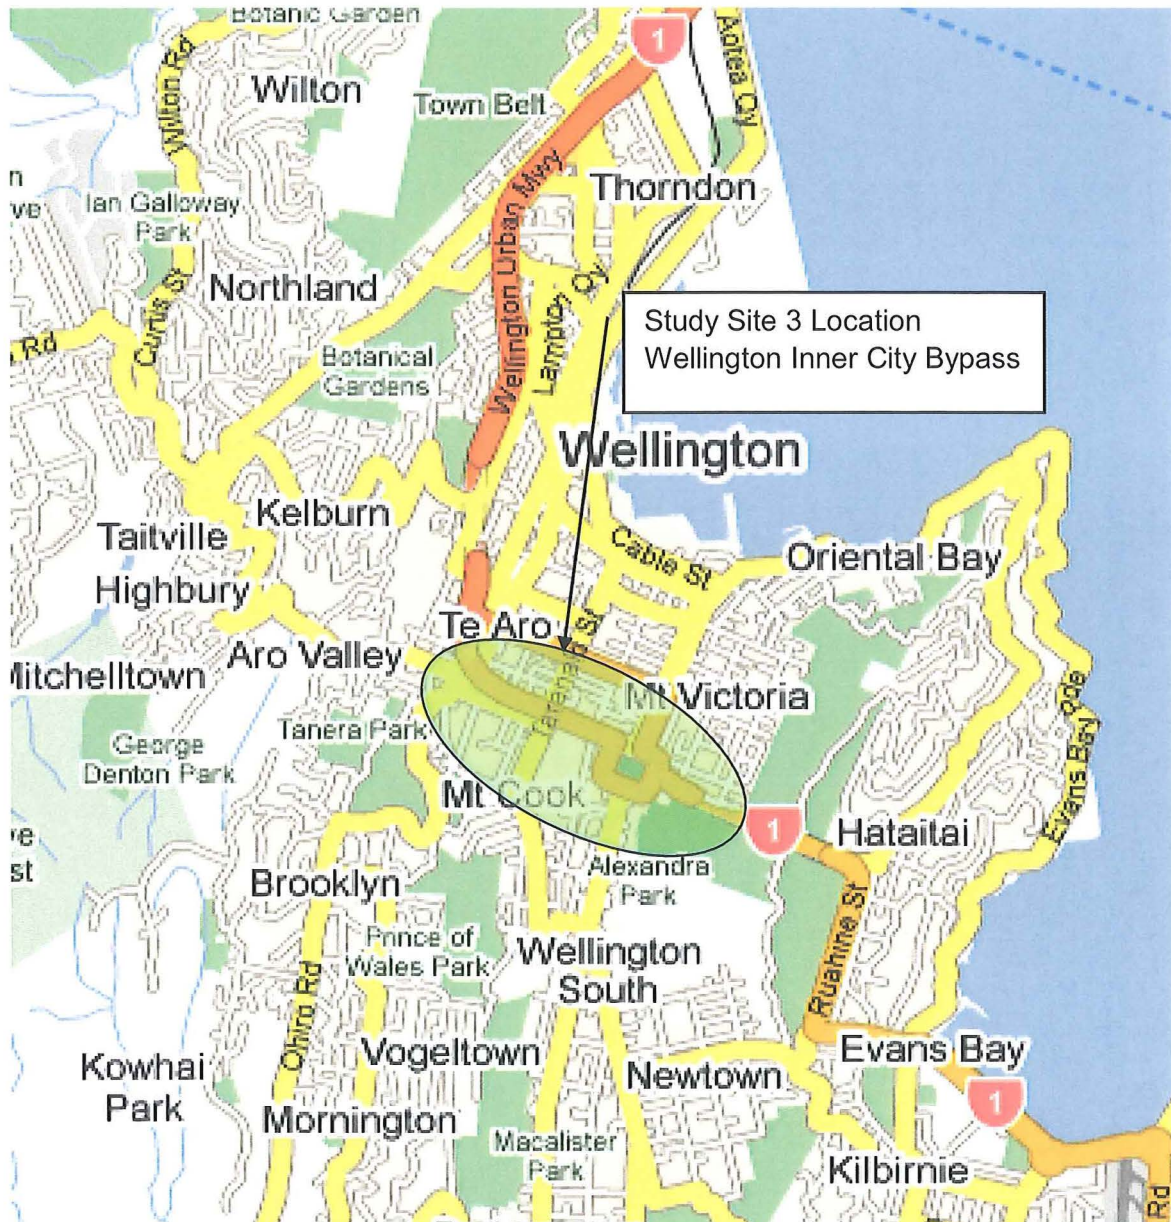 Botanic Garden
1
Aotea Qy
Wilton Rd
Wilton
Town Belt
Thorndon
Ian Galloway
Park
Wellington Urban Mwy
Northland
Curtis St
Lampton Qy
Rd
Study Site 3 Location
Wellington Inner City Bypass
Botanical
Gardens
Wellington
Kelburn
Taitville
Cable St
Oriental Bay
Highbury
Te Aro
Aro Valley
Taranaki St
Mitchelltown
Mt Victoria
Tanera Park
George
Denton Park
Evans Bay Pde
Mt Cook
1
Hataitai
Alexandra
Park
Brooklyn
Ruahine St
Prince of
Wales Park
Wellington
South
Ohiro Rd
Vogeltown
Evans Bay
Kowhai
Park
Newtown
1
Mornington
Macalister
Park
Kilbirnie
Rd